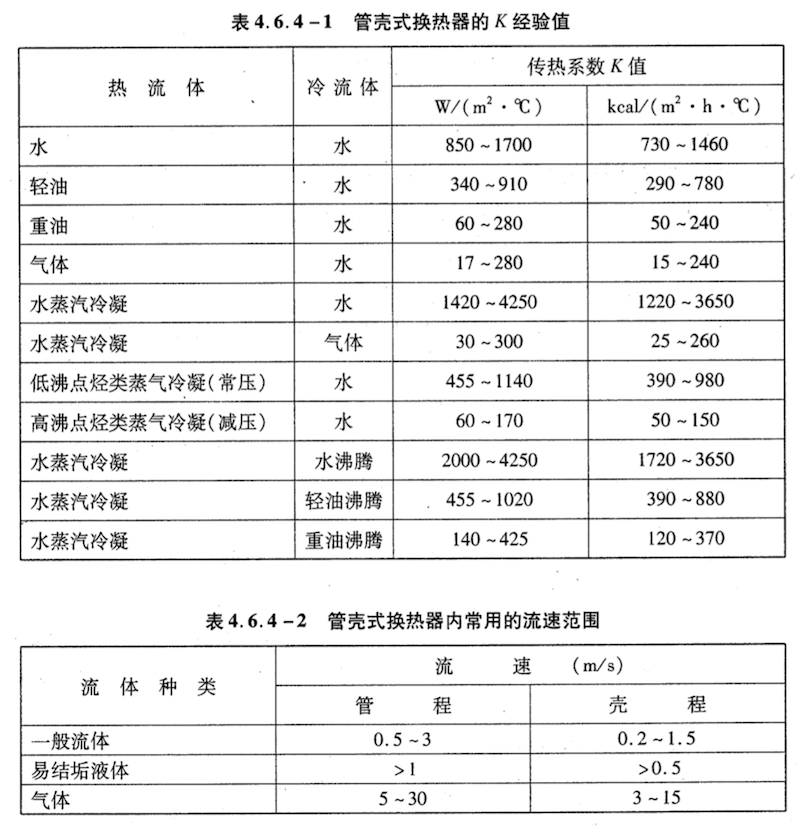 表4.6.4-1 管壳式换热器的K经验值
热流体 冷流体 传热系数K值
W/(m²·℃) kcal/(m²·h·℃)
水 水 850~1700 730~1460
轻油 水 340~910 290~780
重油 水 60~280 50~240
气体 水 17~280 15~240
水蒸汽冷凝 水 1420~4250 1220~3650
水蒸汽冷凝 气体 30~300 25~260
低沸点烃类蒸气冷凝(常压) 水 455~1140 390~980
高沸点烃类蒸气冷凝(减压) 水 60~170 50~150
水蒸汽冷凝 水沸腾 2000~4250 1720~3650
水蒸汽冷凝 轻油沸腾 455~1020 390~880
水蒸汽冷凝 重油沸腾 140~425 120~370
表4.6.4-2 管壳式换热器内常用的流速范围
流体种类 流速 (m/s)
管程 壳程
一般流体 0.5~3 0.2~1.5
易结垢液体 >1 >0.5
气体 5~30 3~15